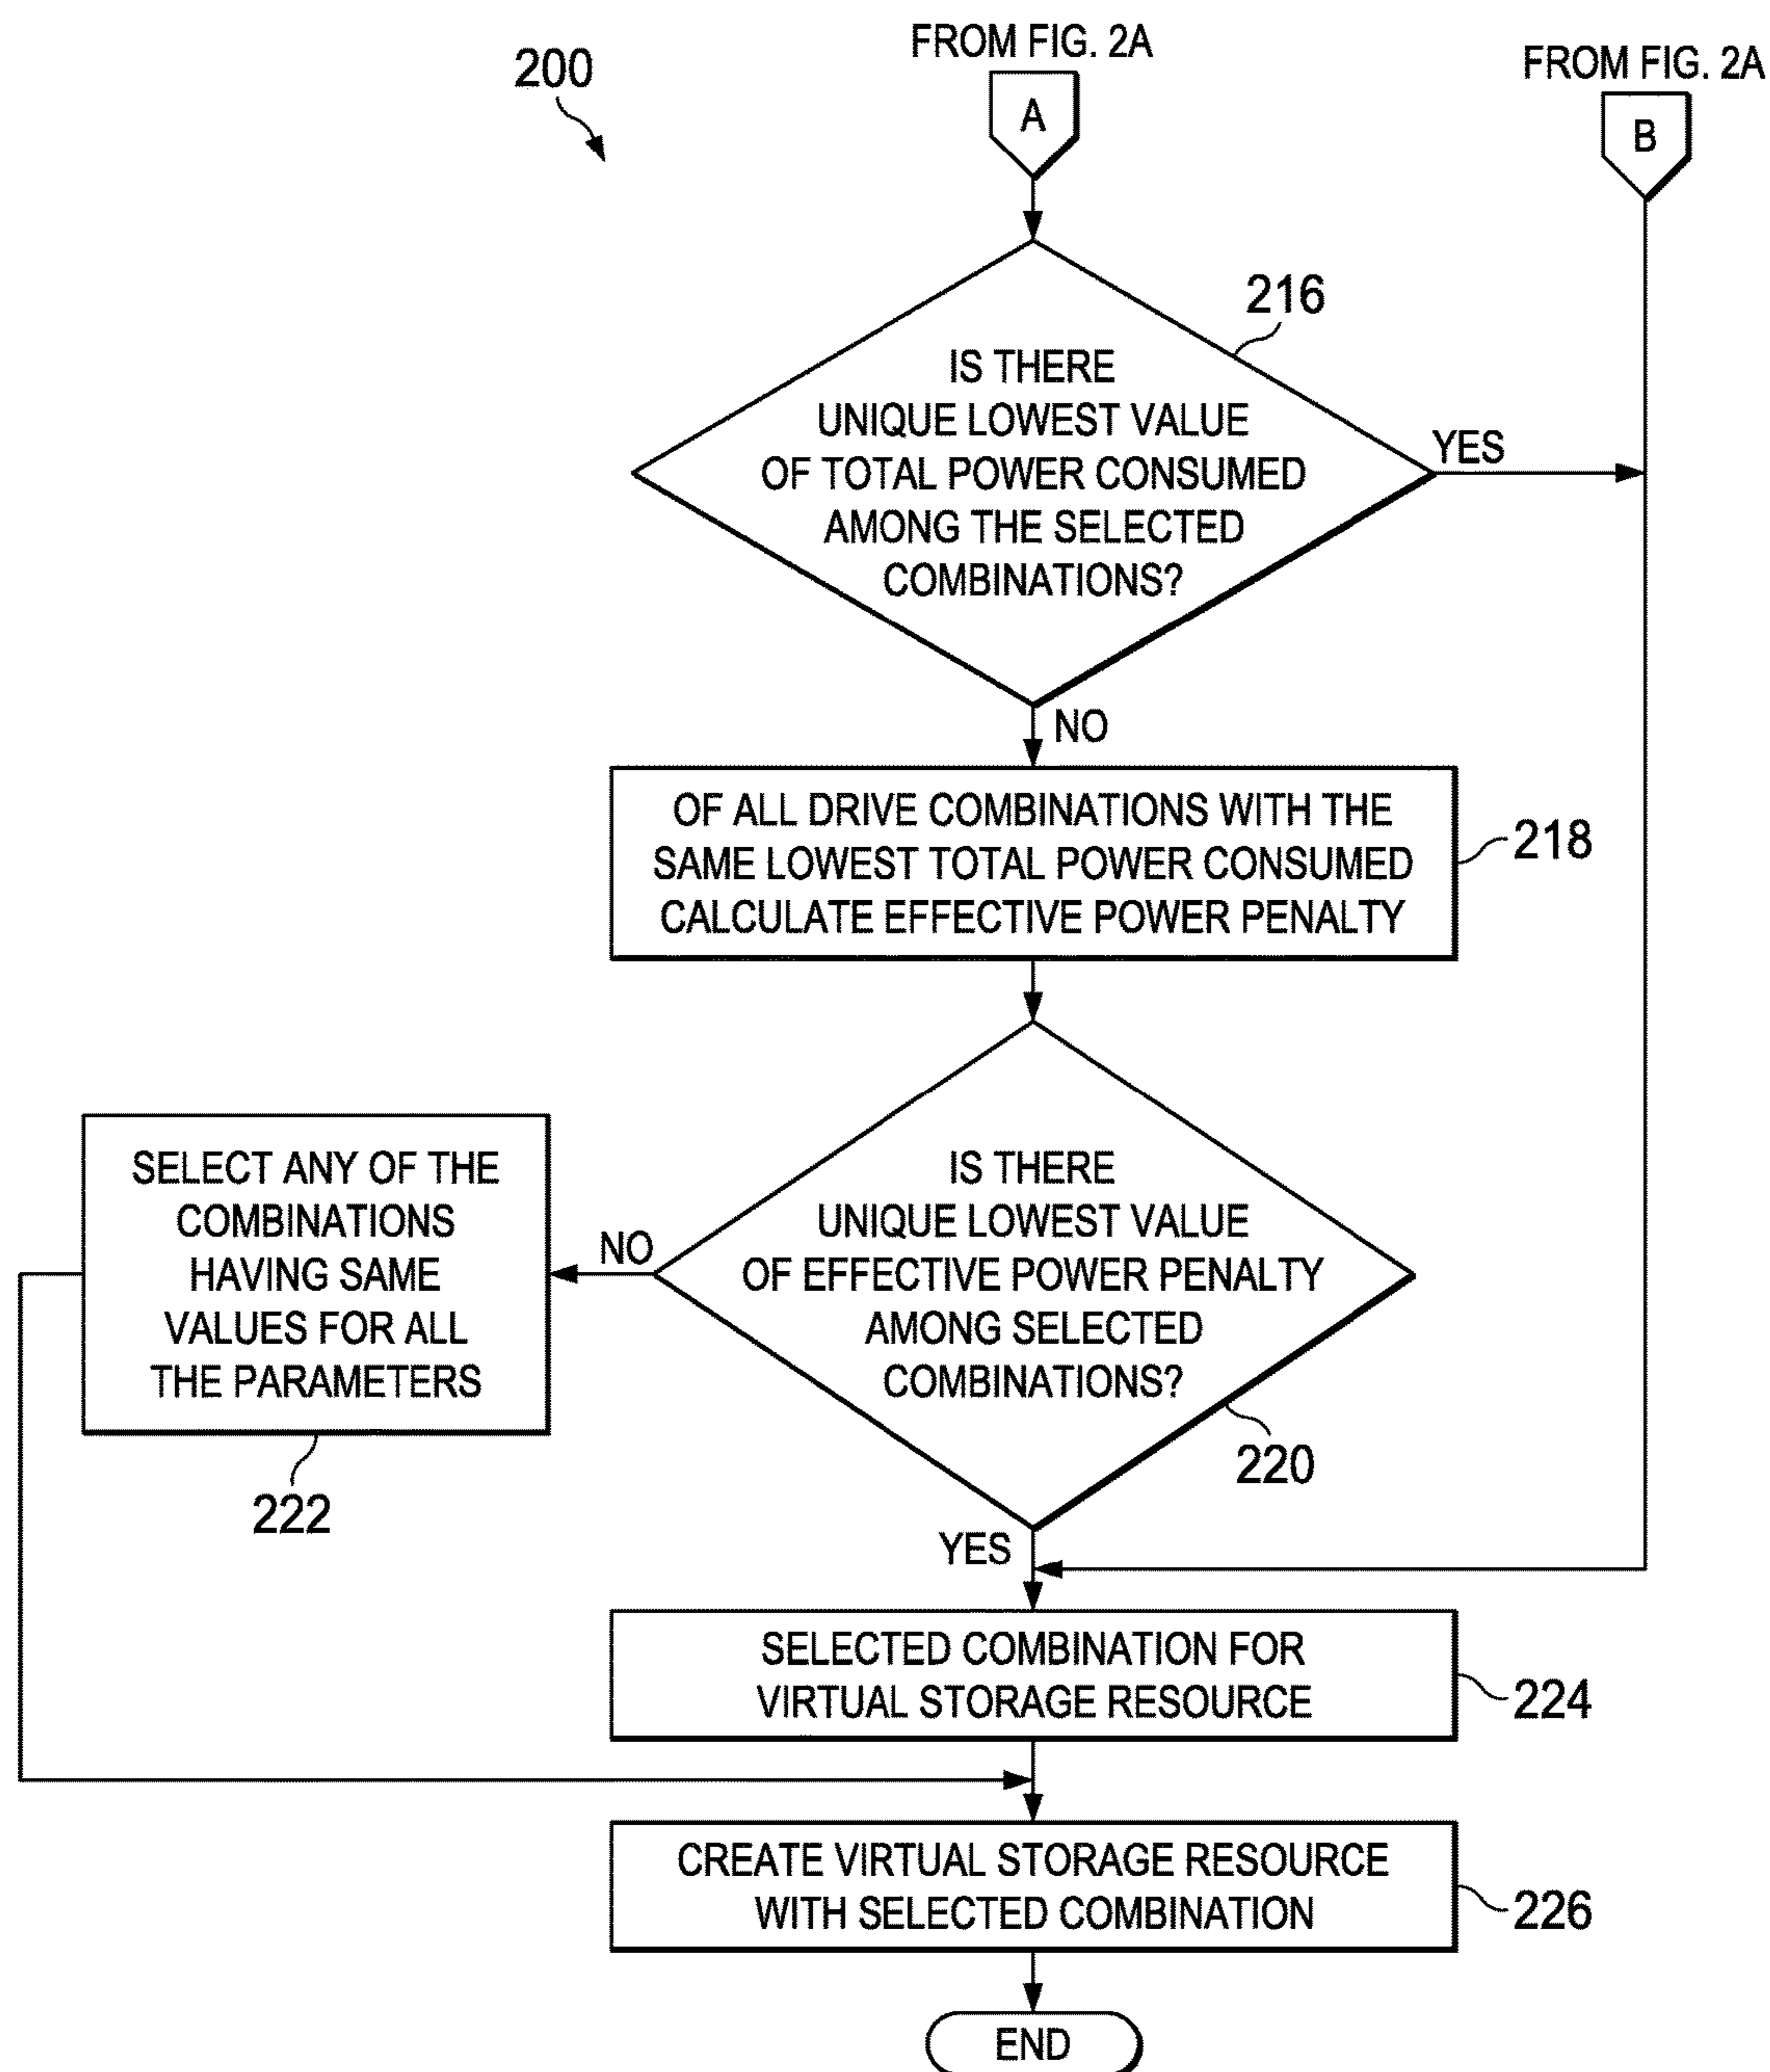 200
FROM FIG. 2A
A
FROM FIG. 2A
B
216
IS THERE
UNIQUE LOWEST VALUE
OF TOTAL POWER CONSUMED
AMONG THE SELECTED
COMBINATIONS?
YES
NO
OF ALL DRIVE COMBINATIONS WITH THE
SAME LOWEST TOTAL POWER CONSUMED
CALCULATE EFFECTIVE POWER PENALTY
218
IS THERE
UNIQUE LOWEST VALUE
OF EFFECTIVE POWER PENALTY
AMONG SELECTED
COMBINATIONS?
220
NO
SELECT ANY OF THE
COMBINATIONS
HAVING SAME
VALUES FOR ALL
THE PARAMETERS
222
YES
SELECTED COMBINATION FOR
VIRTUAL STORAGE RESOURCE
224
CREATE VIRTUAL STORAGE RESOURCE
WITH SELECTED COMBINATION
226
END